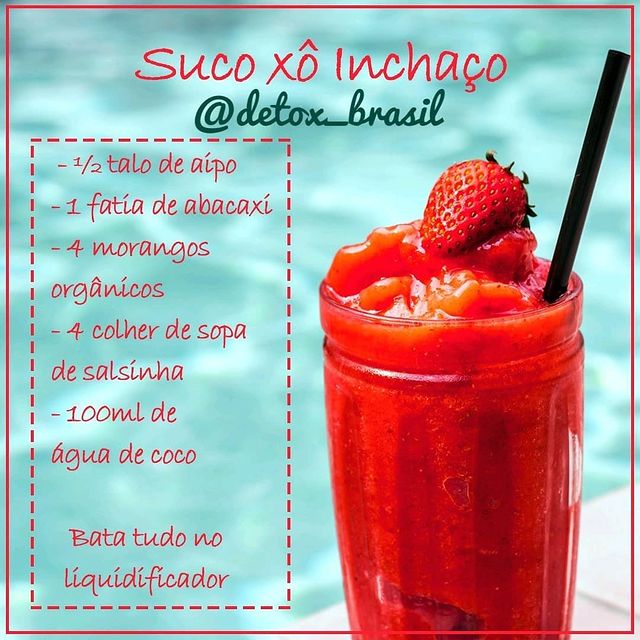 Suco xô Inchaço
@detox_brasil
- ½ talo de aipo
- 1 fatia de abacaxi
- 4 morangos
orgânicos
- 4 colher de sopa
de salsinha
- 100ml de
água de coco
Bata tudo no
liquidificador